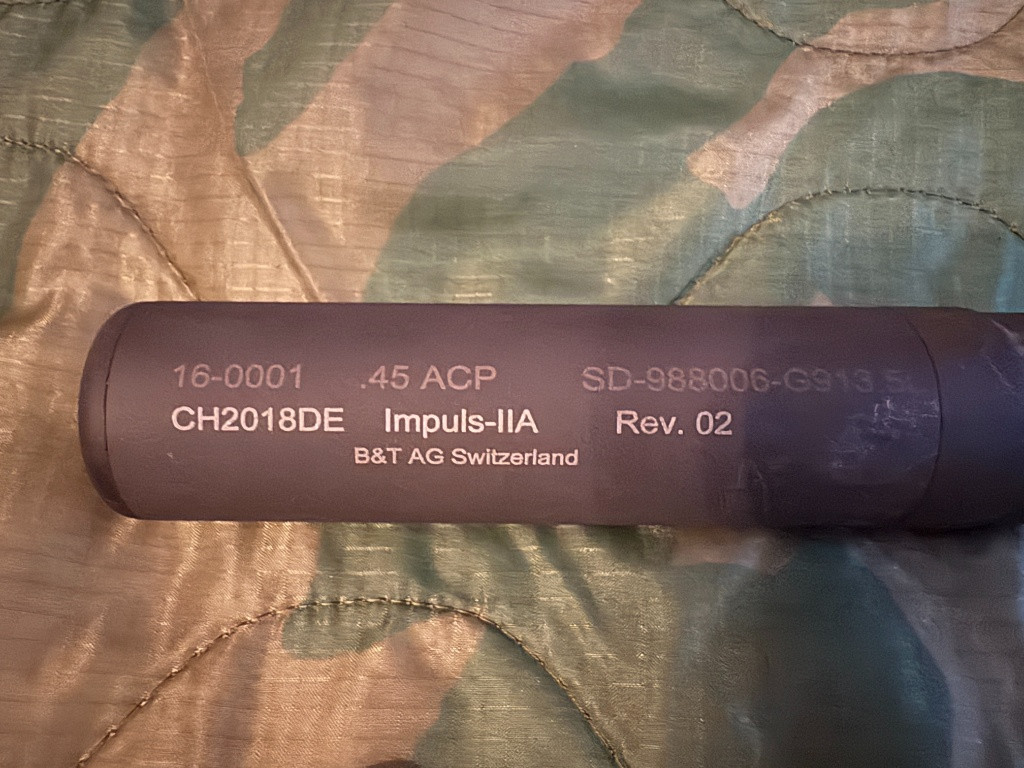 16-0001 .45 ACP SD-988006-G913
CH2018DE Impuls-IIA Rev. 02
B&T AG Switzerland